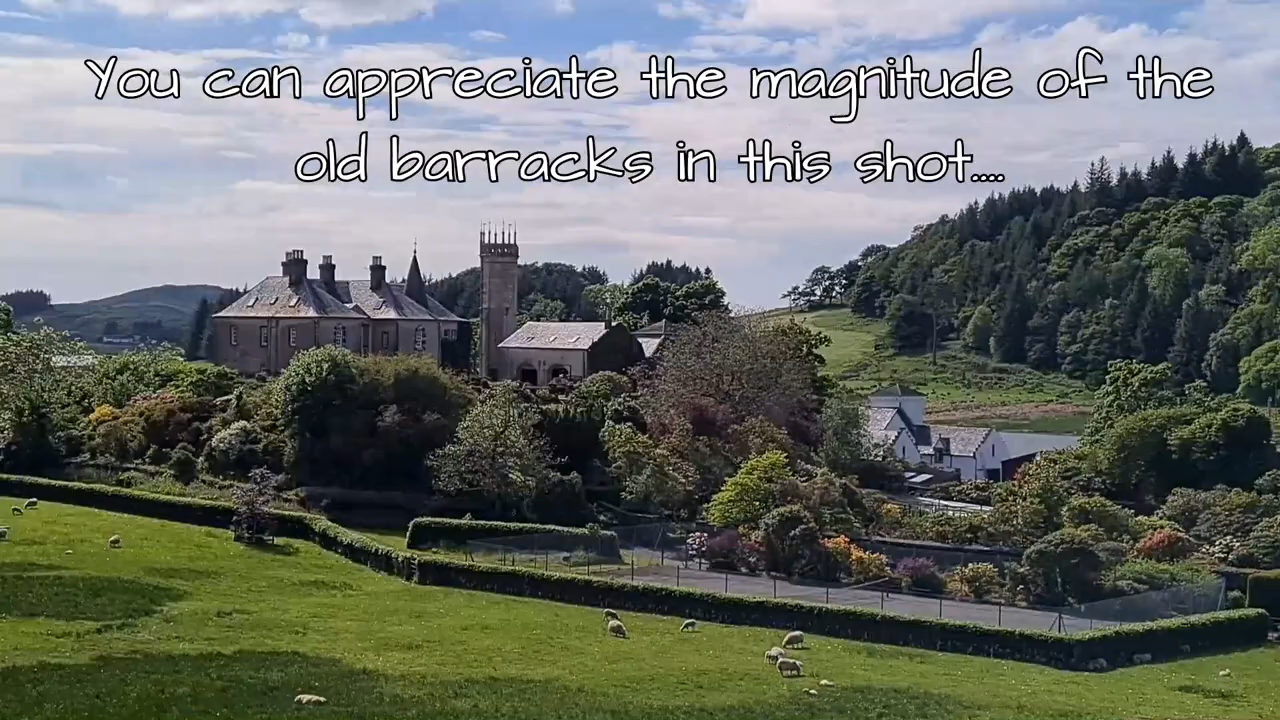 You can appreciate the magnitude of the
old barracks in this shot....